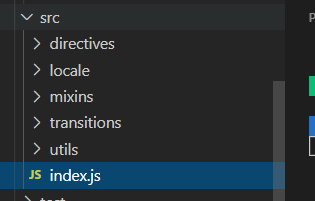 src
directives
locale
mixins
transitions
utils
JS index.js